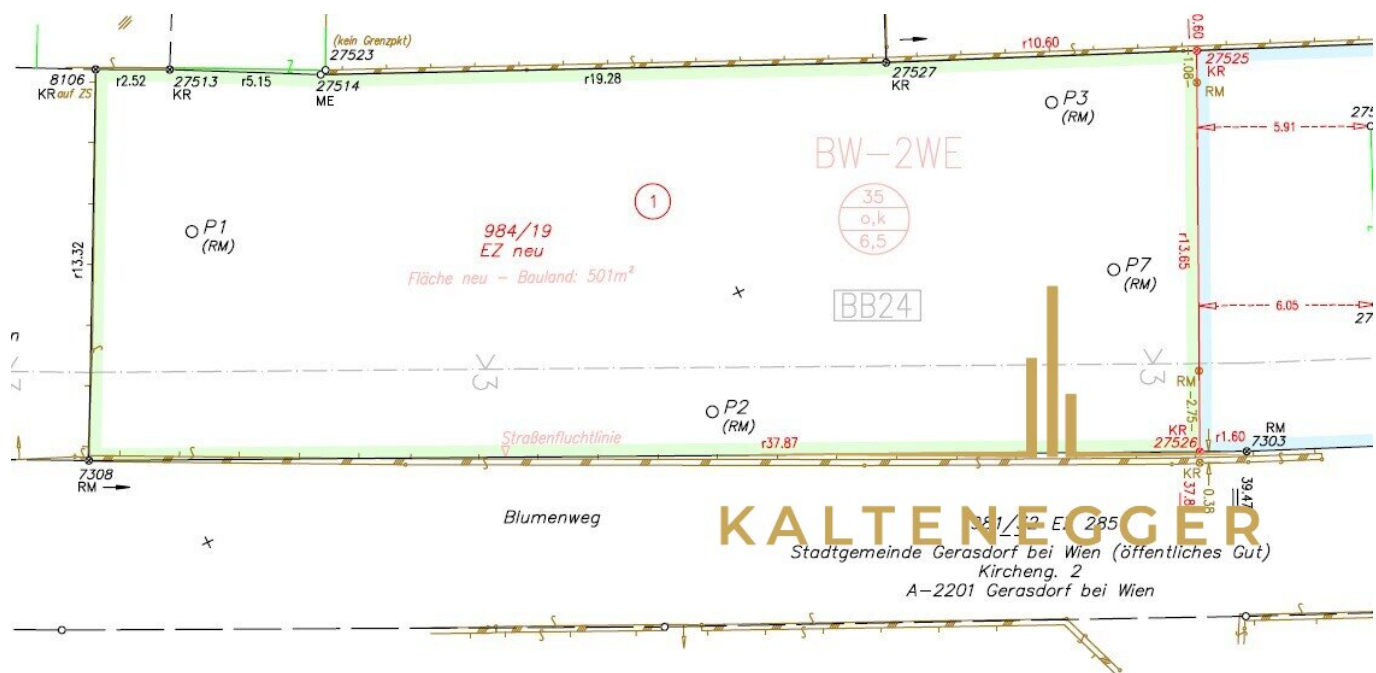 0.60
(kein Grenzpkt)
27523
r10.60
27525
KR
8106
r2.52
27513
r5.15
27514
r19.28
27527
1.08
KR auf ZS
KR
ME
KR
RM
P3
(RM)
5.91
BW-2WE
35
o,k
6,5
1
984/19
EZ neu
P1
(RM)
r13.32
Fläche neu - Bauland: 501m²
r13.65
P7
(RM)
BB24
6.05
3
3
RM
2.75
P2
(RM)
Straßenfluchtlinie
r37.87
KR
27526
r1.60
RM
7303
7308
RM
KR
0.38
39.47
Blumenweg
KALTENEGGER
EZ 285
Stadtgemeinde Gerasdorf bei Wien (öffentliches Gut)
Kircheng. 2
A-2201 Gerasdorf bei Wien